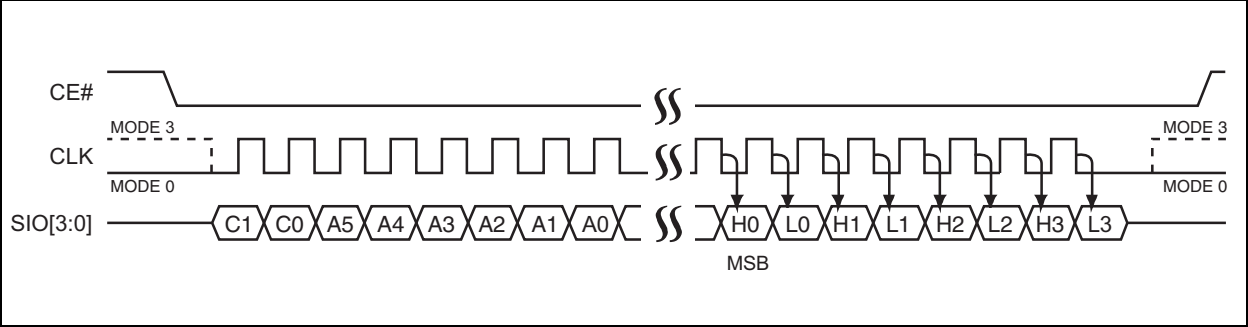 CE#
MODE 3 MODE 3
CLK
MODE 0 MODE 0
SIO[3:0] C1 C0 A5 A4 A3 A2 A1 A0 H0 L0 H1 L1 H2 L2 H3 L3
MSB